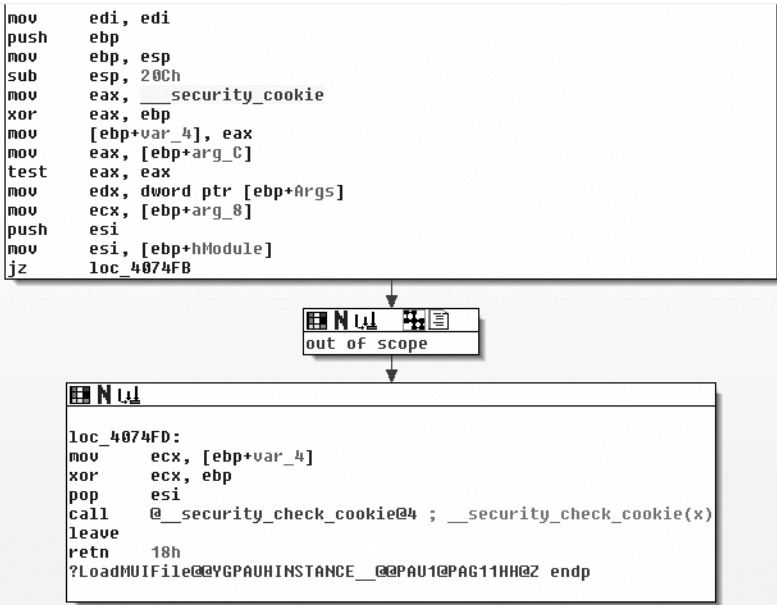 mov edi, edi
push ebp
mov ebp, esp
sub esp, 20Ch
mov eax, ___security_cookie
xor eax, ebp
mov [ebp+var_4], eax
mov eax, [ebp+arg_C]
test eax, eax
mov edx, dword ptr [ebp+Args]
mov ecx, [ebp+arg_8]
push esi
mov esi, [ebp+hModule]
jz loc_4074FB
out of scope
loc_4074FD:
mov ecx, [ebp+var_4]
xor ecx, ebp
pop esi
call @__security_check_cookie@4 ; __security_check_cookie(x)
leave
retn 18h
?LoadMUIFile@@YGPAUHINSTANCE__@@PAU1@PAG11HH@Z endp